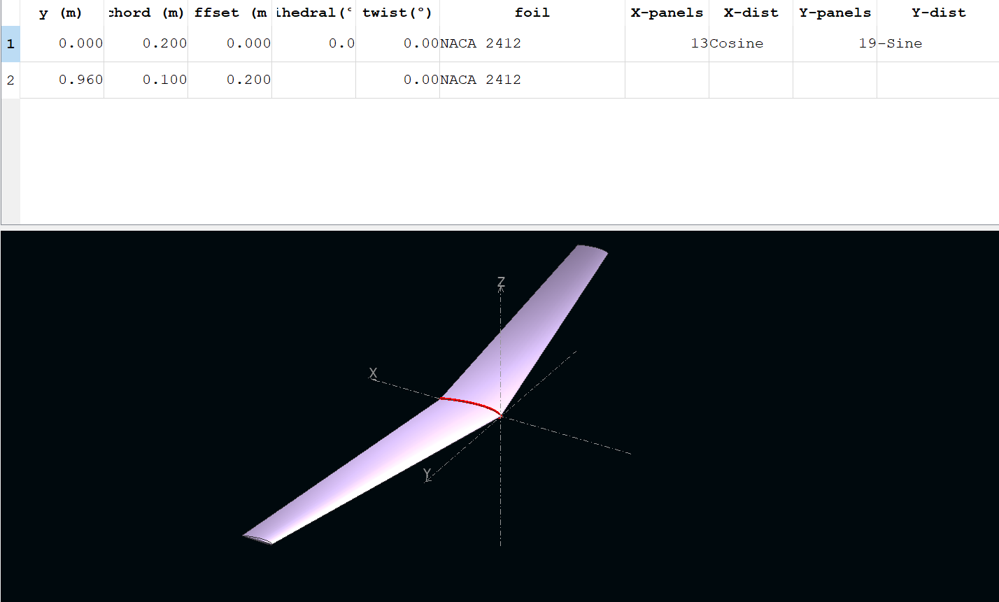 y (m) chord (m) ffset (m ihedral(° twist(°) foil X-panels X-dist Y-panels Y-dist
1 0.000 0.200 0.000 0.0 0.00 NACA 2412 13 Cosine 19 -Sine
2 0.960 0.100 0.200 0.00 NACA 2412
Z
X
Y